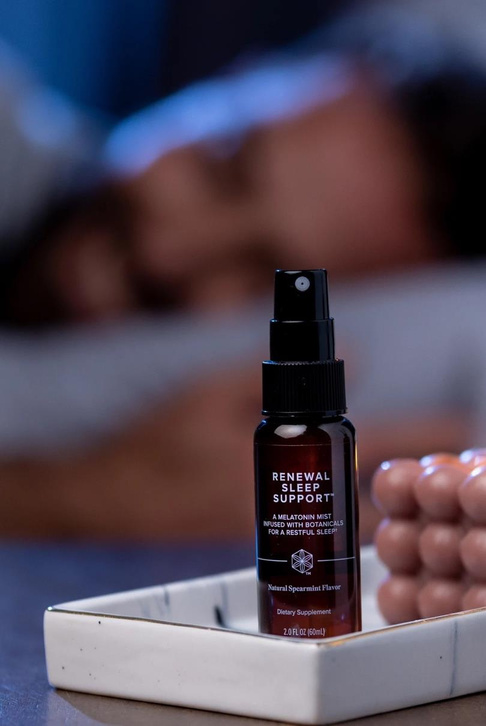 RENEWAL
SLEEP
SUPPORT™
A MELATONIN MIST
INFUSED WITH BOTANICALS
FOR A RESTFUL SLEEP†
Natural Spearmint Flavor
Dietary Supplement
2.0 FL OZ (60mL)